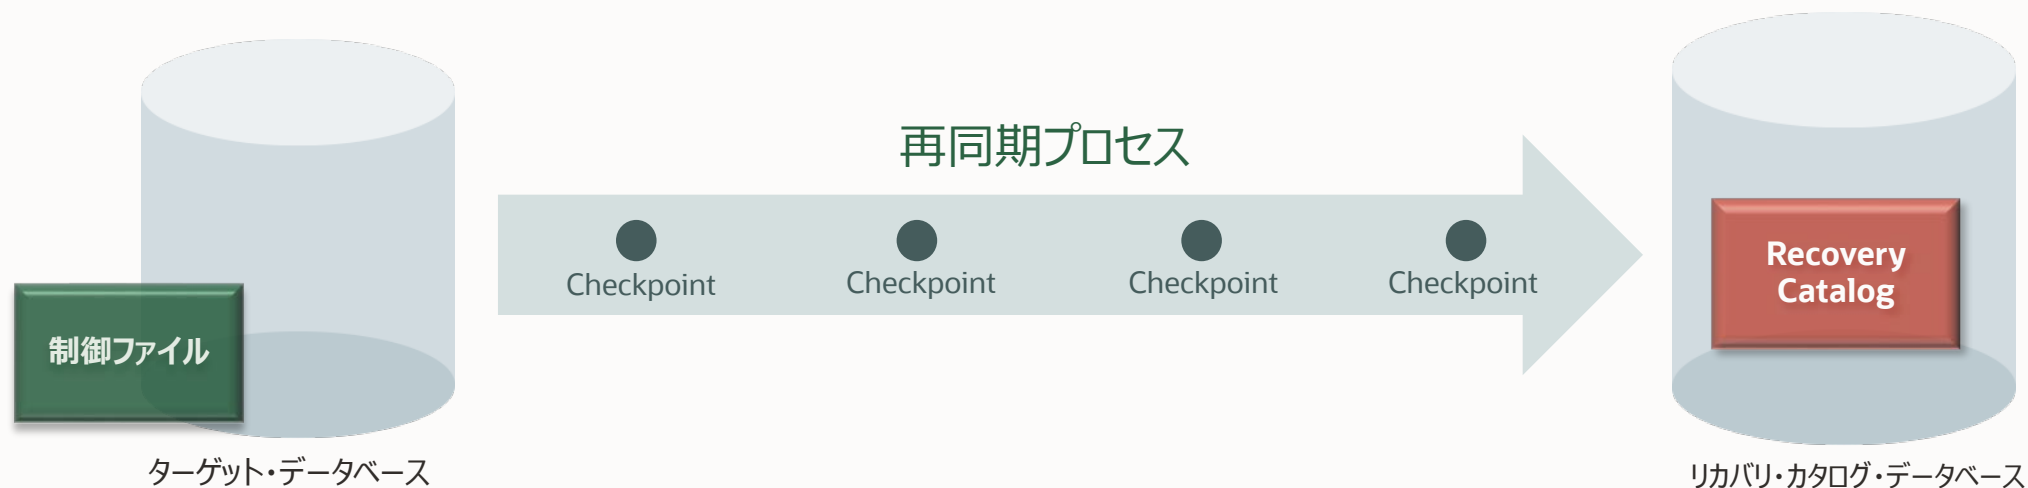 再同期プロセス
Checkpoint
Checkpoint
Checkpoint
Checkpoint
制御ファイル
ターゲット・データベース
Recovery
Catalog
リカバリ・カタログ・データベース